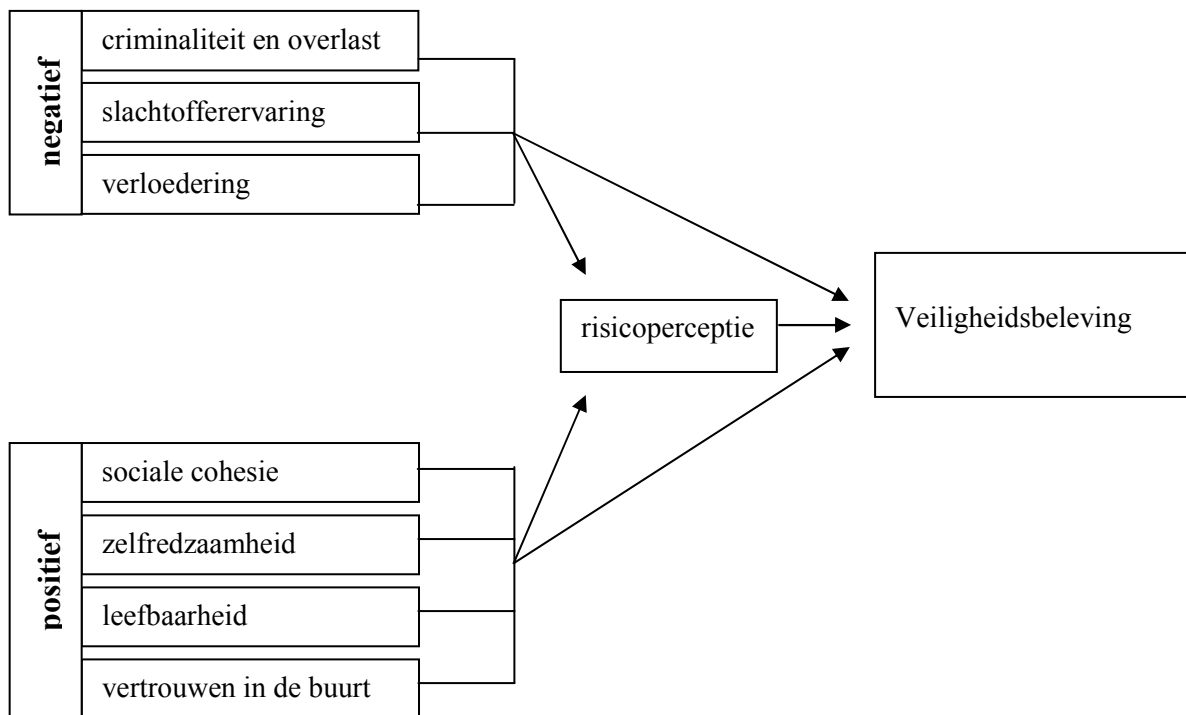 negatief
criminaliteit en overlast
slachtofferervaring
verloedering
risicoperceptie
Veiligheidsbeleving
positief
sociale cohesie
zelfredzaamheid
leefbaarheid
vertrouwen in de buurt